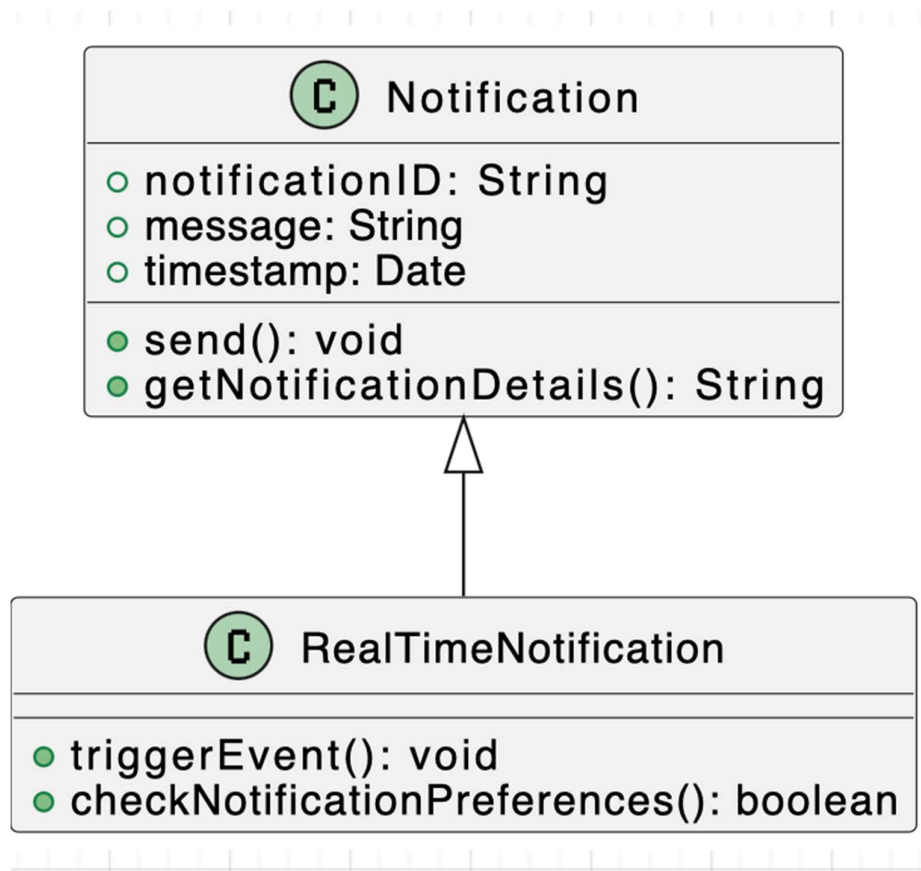 C Notification
notificationID: String
message: String
timestamp: Date
send(): void
getNotificationDetails(): String
C RealTimeNotification
triggerEvent(): void
checkNotificationPreferences(): boolean